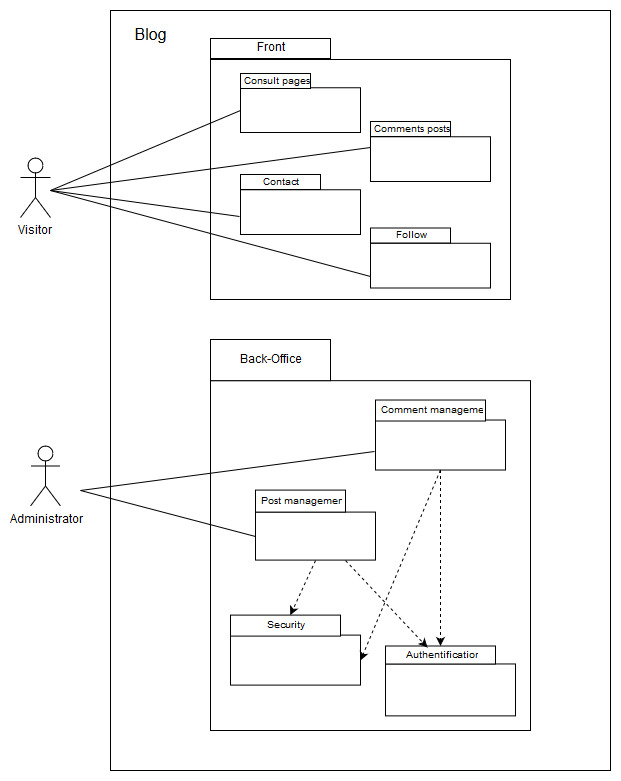 Blog
Front
Consult pages
Comments posts
Contact
Follow
Visitor
Back-Office
Comment manageme
Post managemer
Administrator
Security
Authentificatior